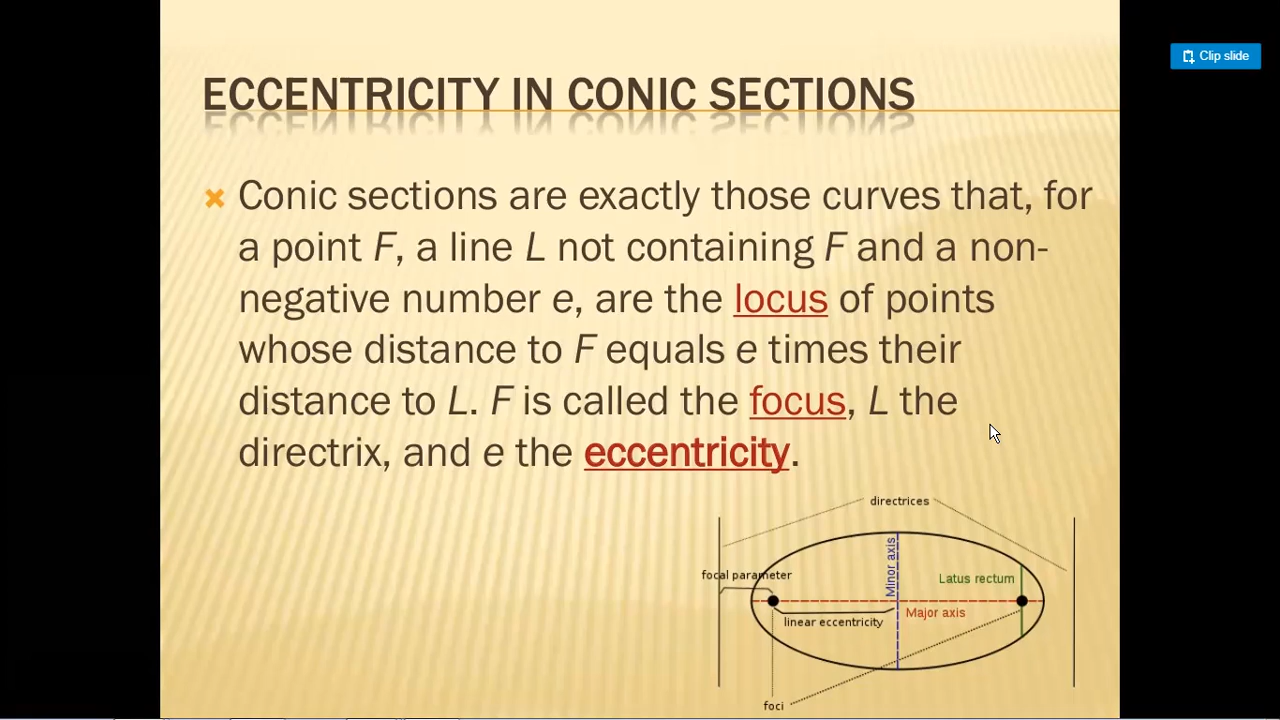 Clip slide
ECCENTRICITY IN CONIC SECTIONS
Conic sections are exactly those curves that, for
a point F, a line L not containing F and a non-
negative number e, are the locus of points
whose distance to F equals e times their
distance to L. F is called the focus, L the
directrix, and e the eccentricity.
directrices
Minor axis
focal parameter
Latus rectum
linear eccentricity
Major axis
foci